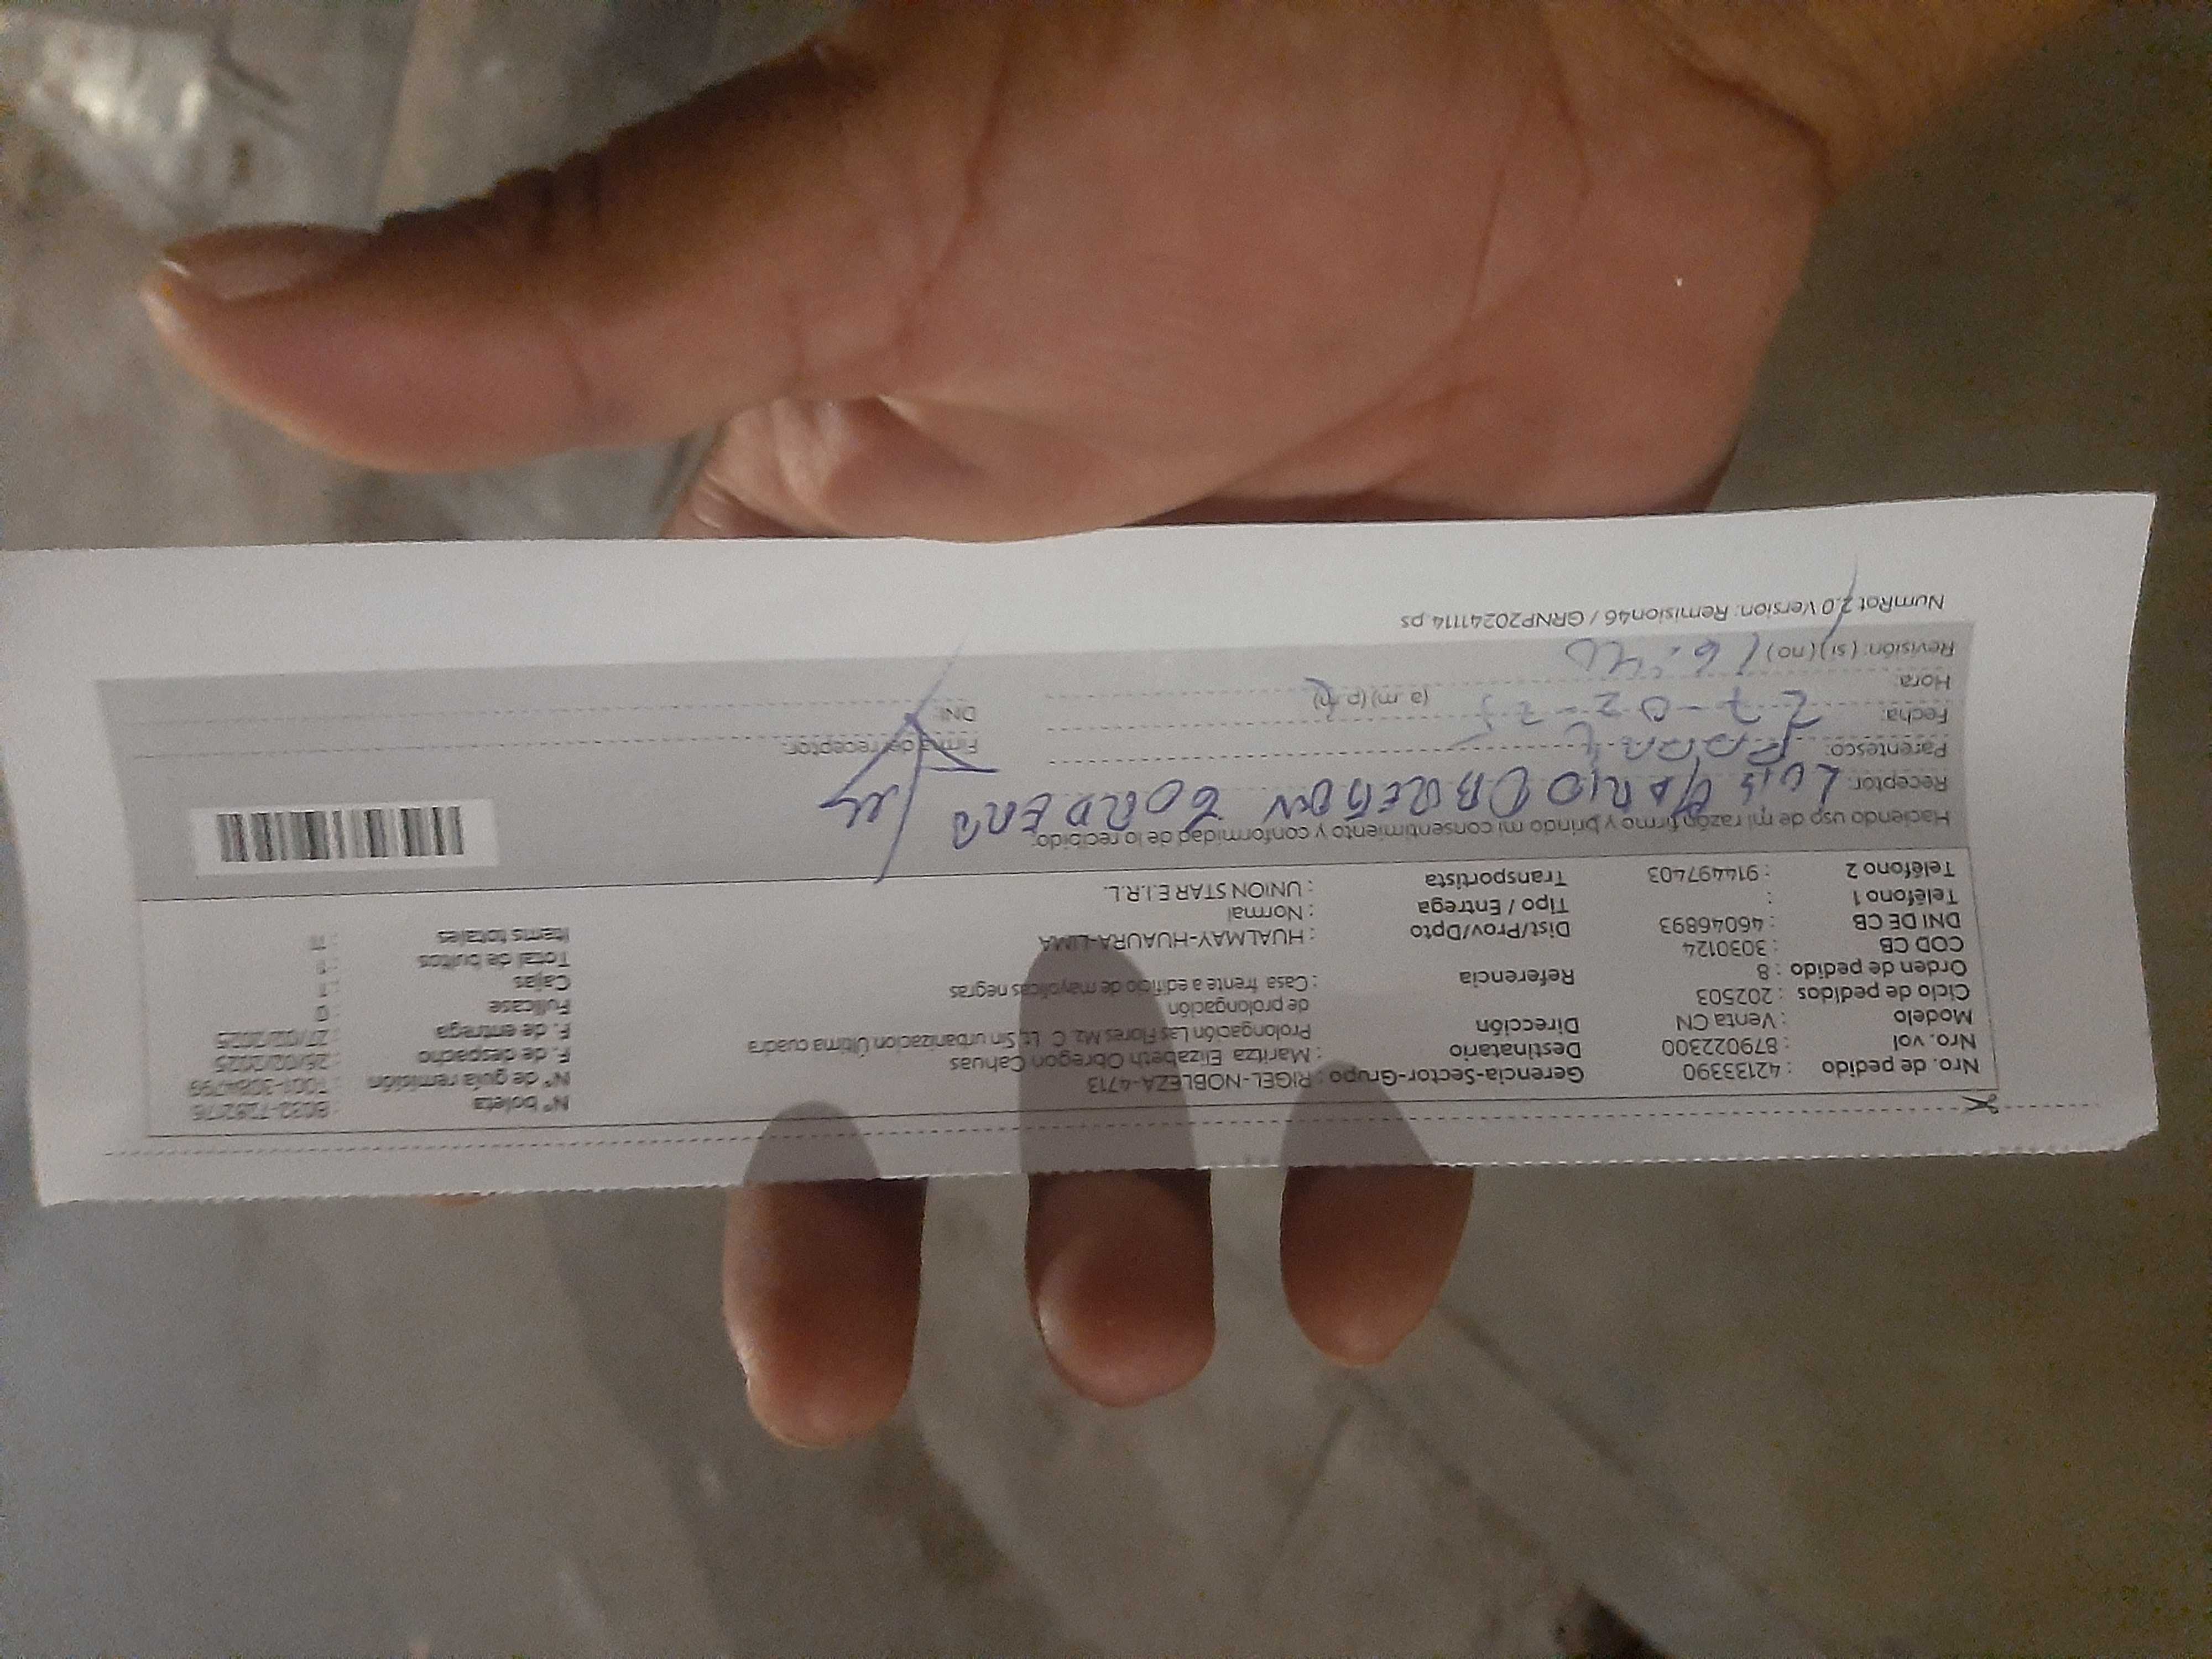 Nro. de pedido : 42133390 Gerencia-Sector-Grupo : RIGEL-NOBLEZA-4713 N° boleta
Nro. vol : 879022300 Destinatario : Maritza Elizabeth Obregon Cahuas N° de guía remisión : T001-3084799
Modelo : Venta CN Dirección Prolongación Las Flores Mz. C Lt. Sin urbanizacion Última cuadra F. de despacho : 26/02/2025
Ciclo de pedidos : 202503 de prolongación F. de entrega : 27/02/2025
Orden de pedido : 8 Referencia : Casa frente a edificio de mayolicas negras Fullcase : 0
COD CB : 3030124 Cajas : 1
DNI DE CB : 46046893 Dist/Prov/Dpto : HUALMAY-HUAURA-LIMA Total de bultos : 1
Teléfono 1 : Tipo / Entrega : Normal Items totales : 11
Teléfono 2 : 914497403 Transportista : UNION STAR E.I.R.L.
Haciendo uso de mi razón firmo y brindo mi consentimiento y conformidad de lo recibido:
Receptor: LUIS MARIO OBREGON
Parentesco: Firma de receptor:
Fecha: 27-02-25 DNI:
Hora: (a.m) (p.m)
Revisión: (si) (no) 16:40
NumRot 2.0 Version: Remision46 / GRNP20241114.ps